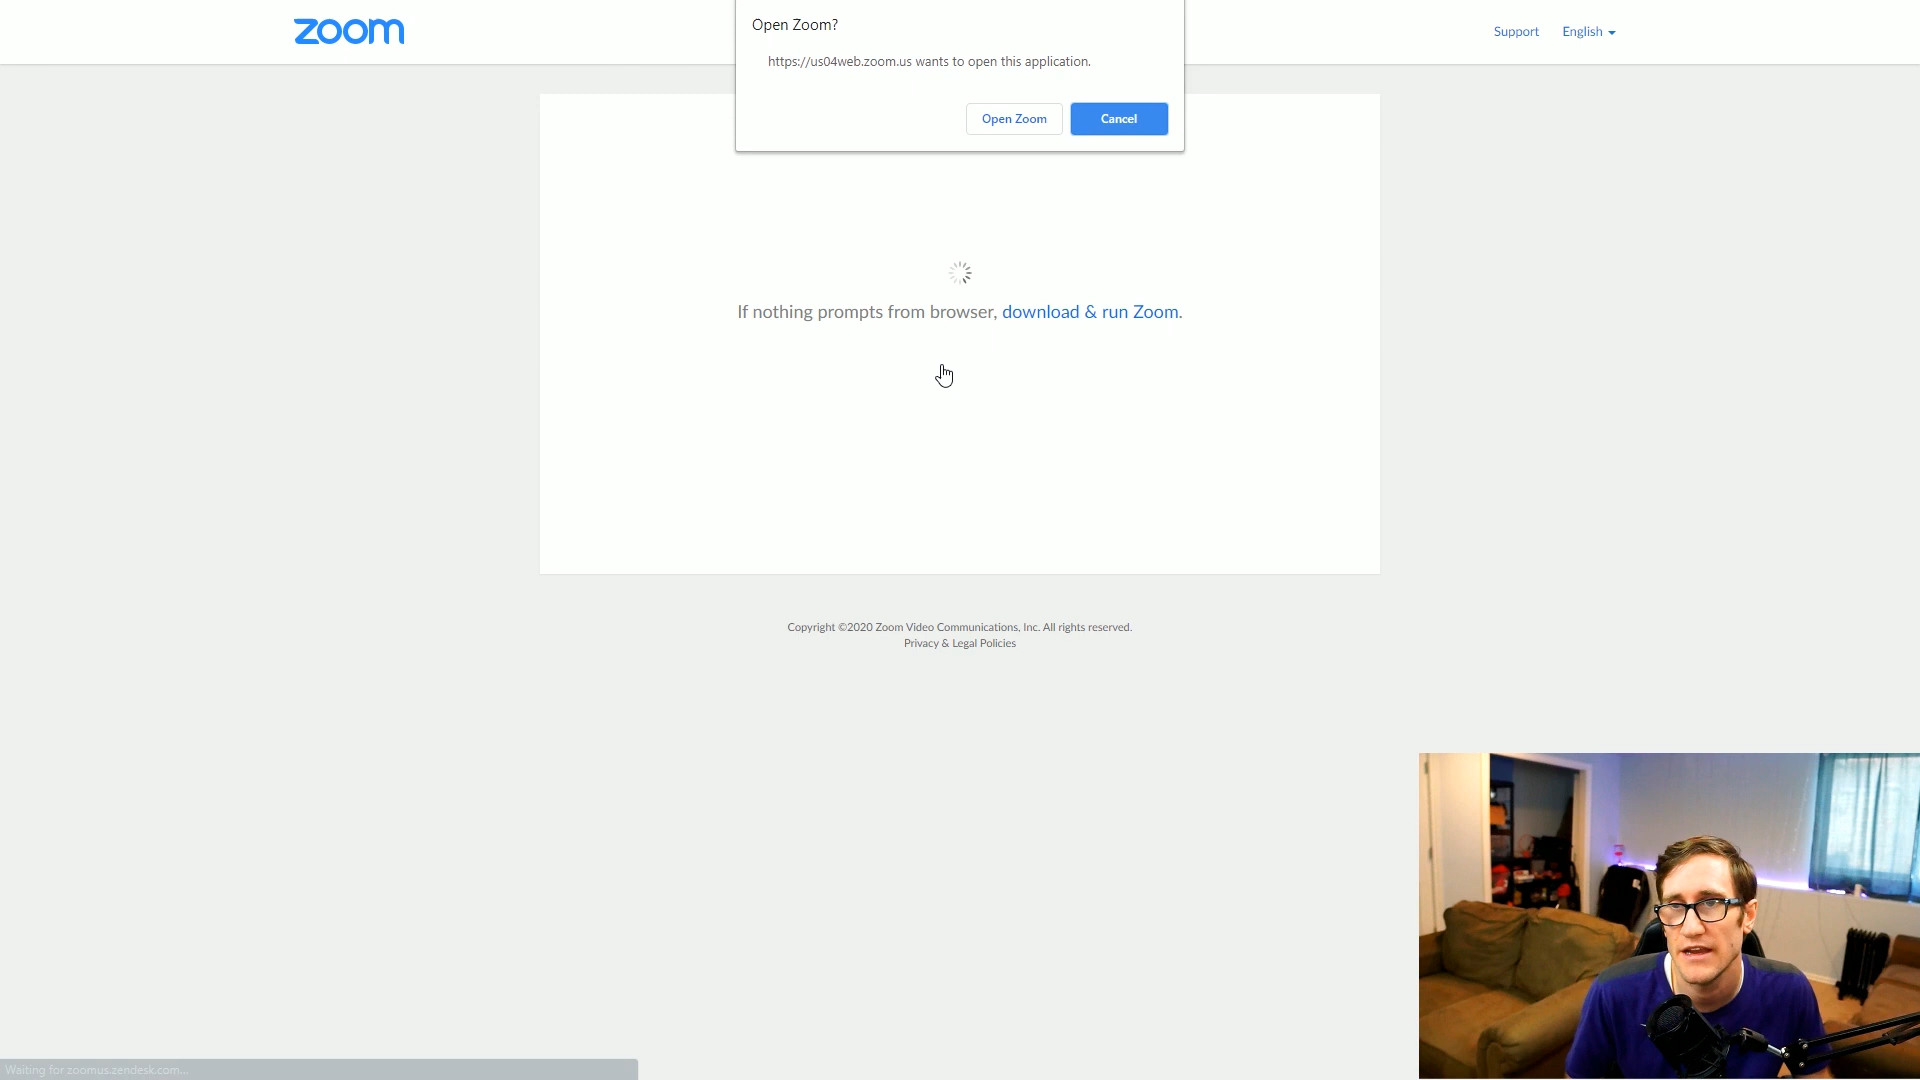 zoom
Open Zoom?
https://us04web.zoom.us wants to open this application.
Open Zoom
Cancel
Support
English
If nothing prompts from browser, download & run Zoom.
Copyright ©2020 Zoom Video Communications, Inc. All rights reserved.
Privacy & Legal Policies
Waiting for zoomus.zendesk.com...